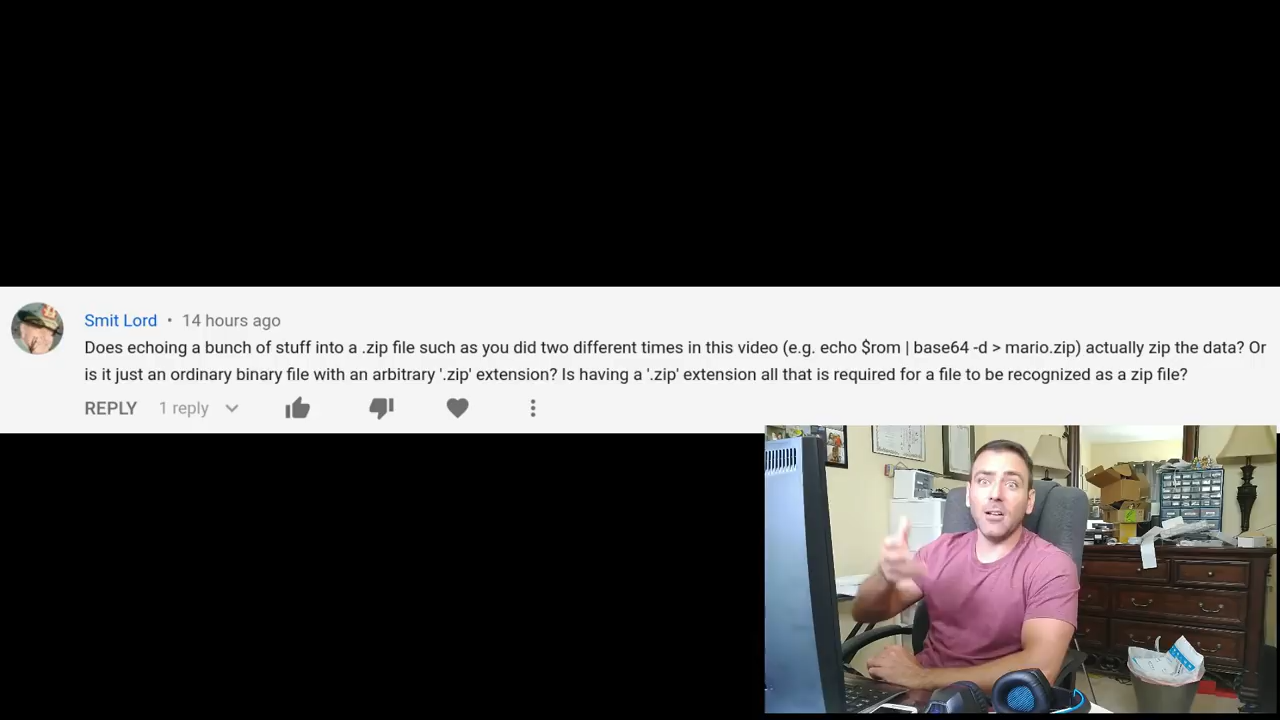 Smit Lord • 14 hours ago
Does echoing a bunch of stuff into a .zip file such as you did two different times in this video (e.g. echo $rom | base64 -d > mario.zip) actually zip the data? Or
is it just an ordinary binary file with an arbitrary '.zip' extension? Is having a '.zip' extension all that is required for a file to be recognized as a zip file?
REPLY 1 reply